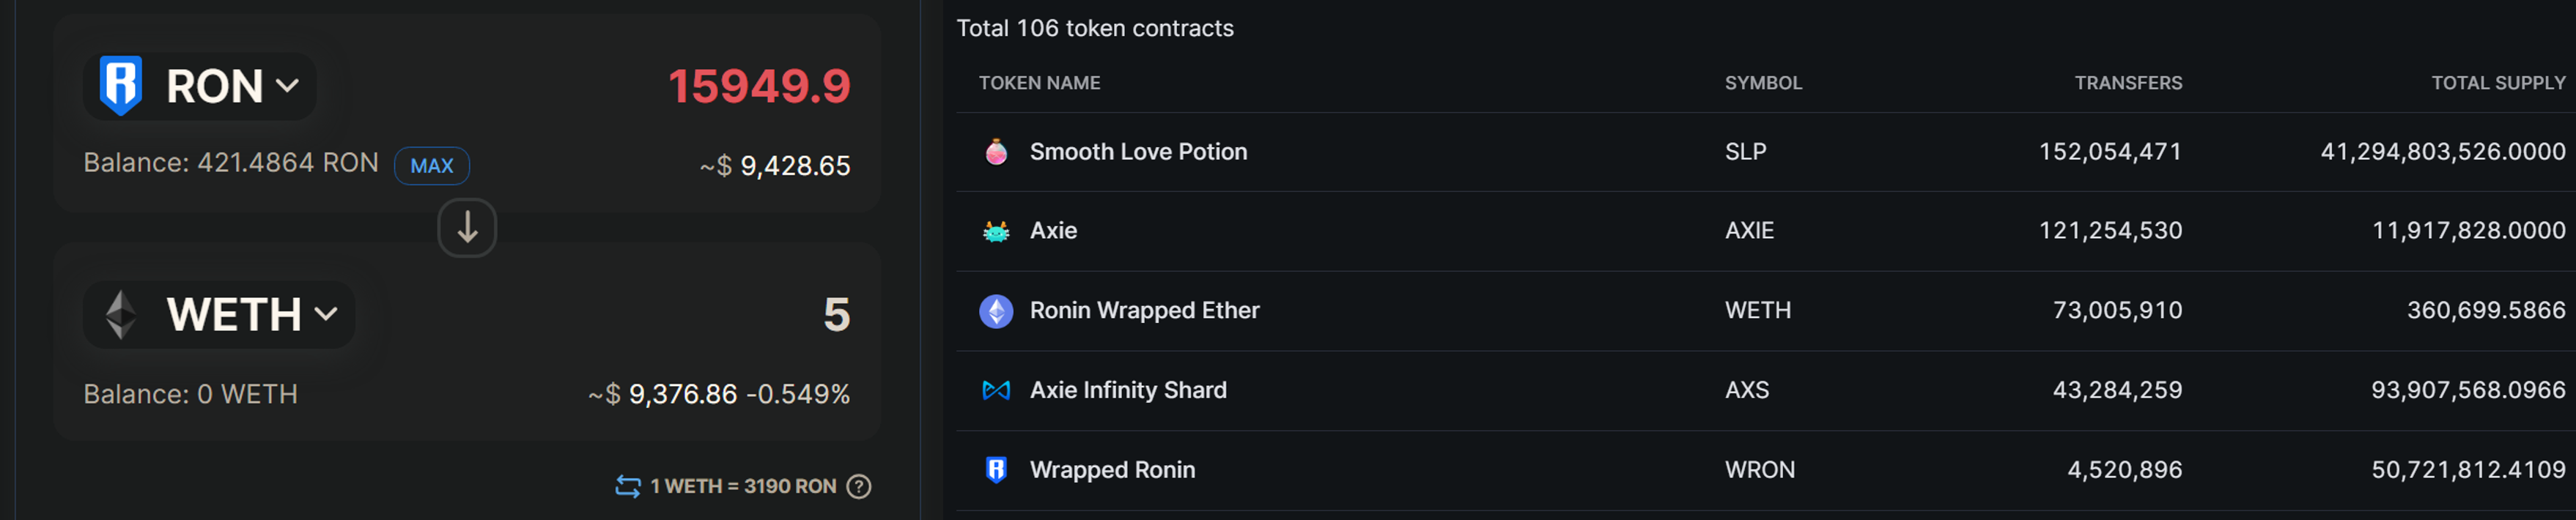 RON 15949.9
Balance: 421.4864 RON MAX ~$ 9,428.65
WETH 5
Balance: 0 WETH ~$ 9,376.86 -0.549%
1 WETH = 3190 RON ?
Total 106 token contracts
TOKEN NAME SYMBOL TRANSFERS TOTAL SUPPLY
Smooth Love Potion SLP 152,054,471 41,294,803,526.0000
Axie AXIE 121,254,530 11,917,828.0000
Ronin Wrapped Ether WETH 73,005,910 360,699.5866
Axie Infinity Shard AXS 43,284,259 93,907,568.0966
Wrapped Ronin WRON 4,520,896 50,721,812.4109